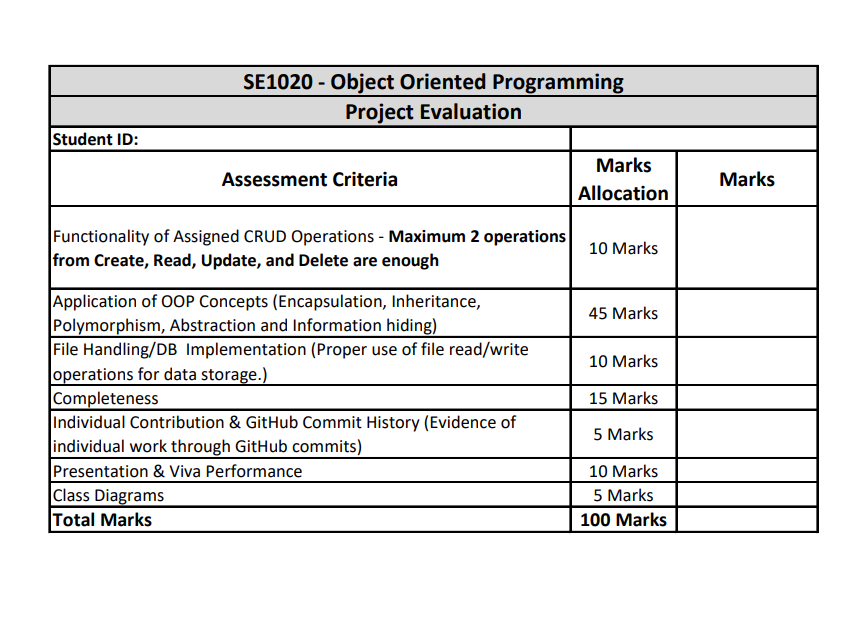 SE1020 - Object Oriented Programming
Project Evaluation
Student ID:
Assessment Criteria
Marks
Allocation
Marks
Functionality of Assigned CRUD Operations - Maximum 2 operations
from Create, Read, Update, and Delete are enough
10 Marks
Application of OOP Concepts (Encapsulation, Inheritance,
Polymorphism, Abstraction and Information hiding)
45 Marks
File Handling/DB  Implementation (Proper use of file read/write
operations for data storage.)
10 Marks
Completeness
15 Marks
Individual Contribution & GitHub Commit History (Evidence of
individual work through GitHub commits)
5 Marks
Presentation & Viva Performance
10 Marks
Class Diagrams
5 Marks
Total Marks
100 Marks